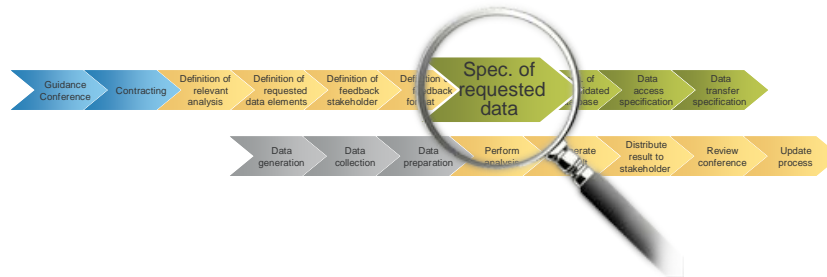 Guidance
Conference
Contracting
Definition of
relevant
analysis
Definition of
requested
data elements
Definition of
feedback
stakeholder
Spec. of
requested
data
Data
access
specification
Data
transfer
specification
Data
generation
Data
collection
Data
preparation
Perform
analysis
Distribute
result to
stakeholder
Review
conference
Update
process